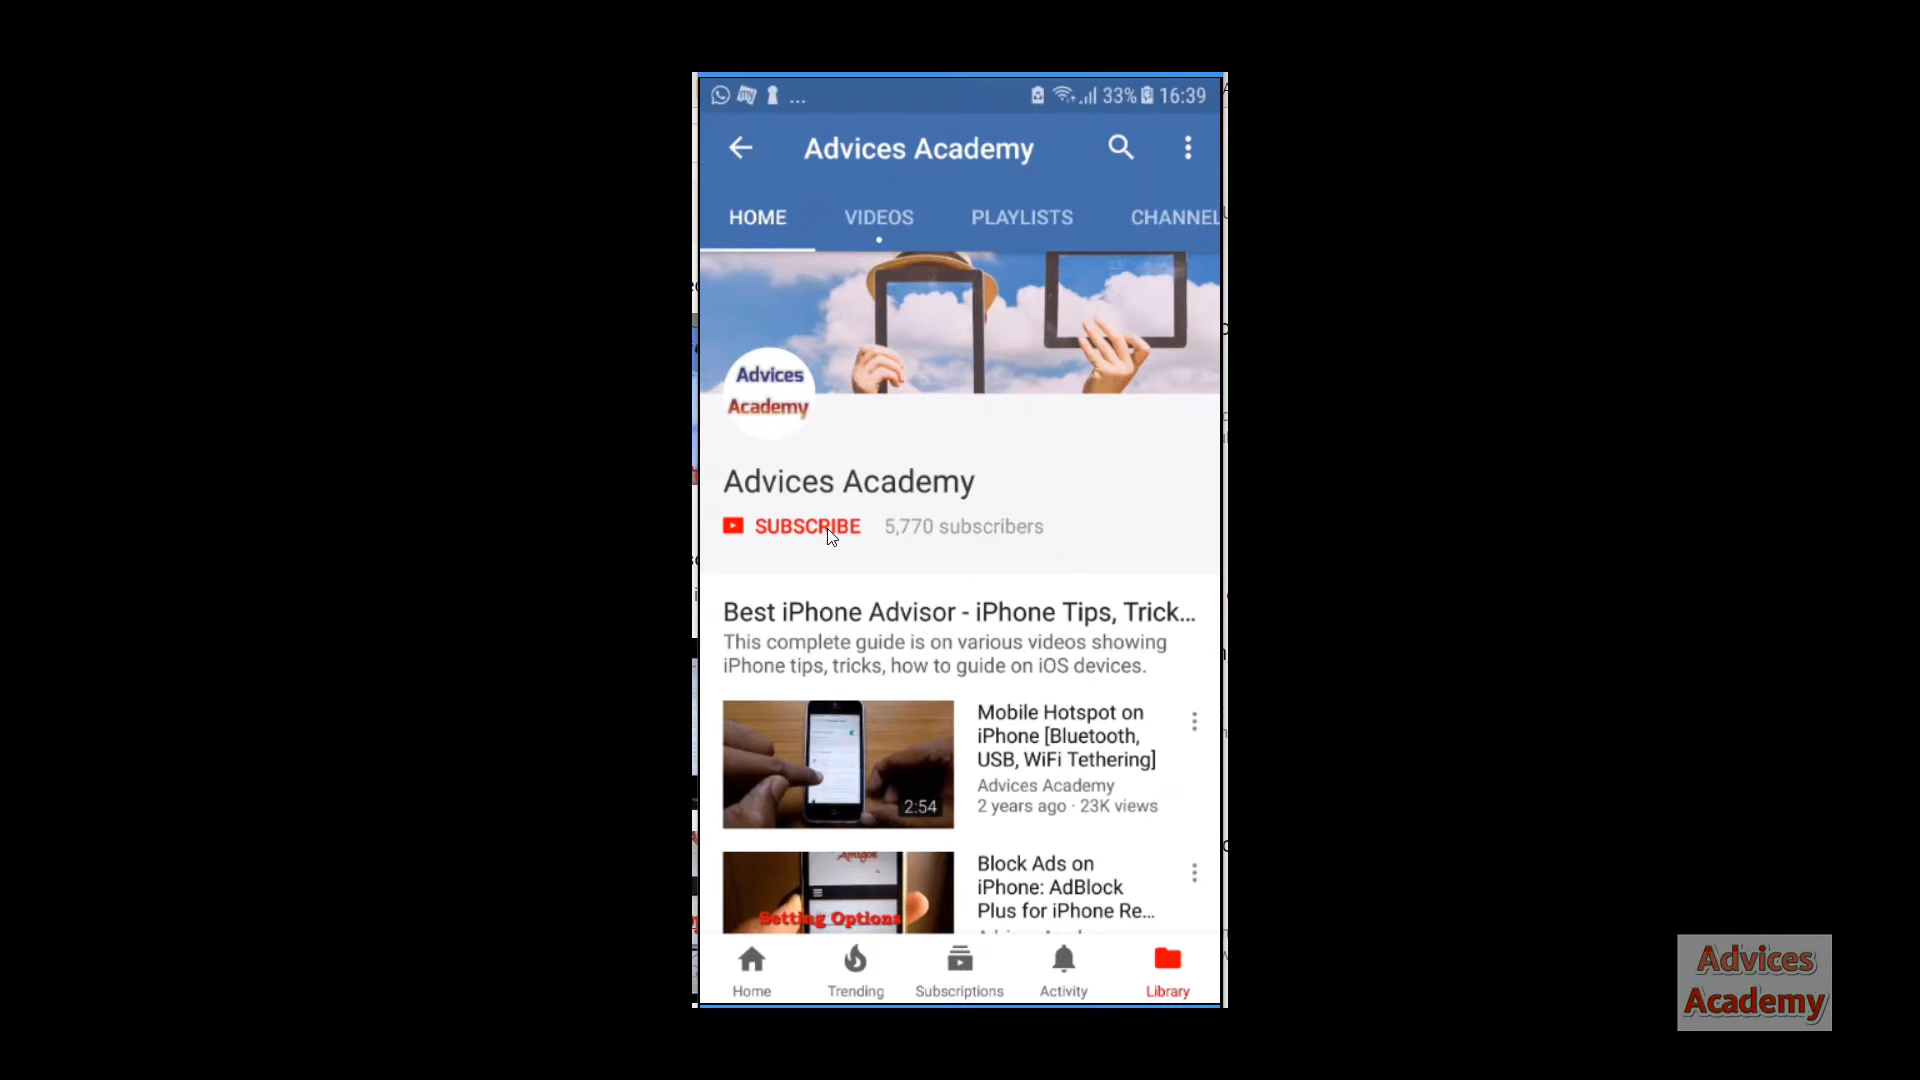 ... 33% 16:39
Advices Academy
HOME VIDEOS PLAYLISTS CHANNEL
Advices
Academy
Advices Academy
SUBSCRIBE 5,770 subscribers
Best iPhone Advisor - iPhone Tips, Trick...
This complete guide is on various videos showing
iPhone tips, tricks, how to guide on iOS devices.
Mobile Hotspot on
iPhone [Bluetooth,
USB, WiFi Tethering]
Advices Academy
2 years ago · 23K views
2:54
Block Ads on
iPhone: AdBlock
Plus for iPhone Re...
Amigos
Setting Options
Home Trending Subscriptions Activity Library
Advices
Academy